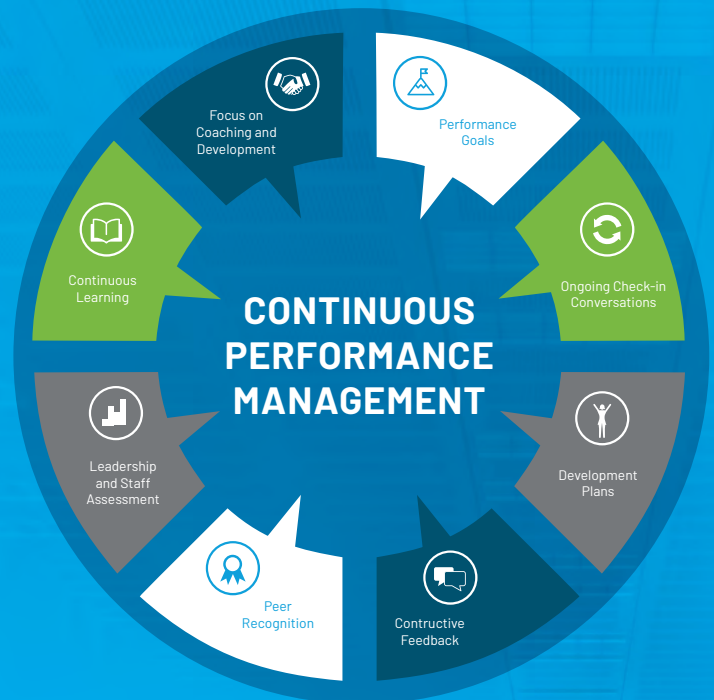 Focus on
Coaching and
Development
Performance
Goals
Continuous
Learning
Ongoing Check-in
Conversations
CONTINUOUS
PERFORMANCE
MANAGEMENT
Leadership
and Staff
Assessment
Development
Plans
Peer
Recognition
Contructive
Feedback